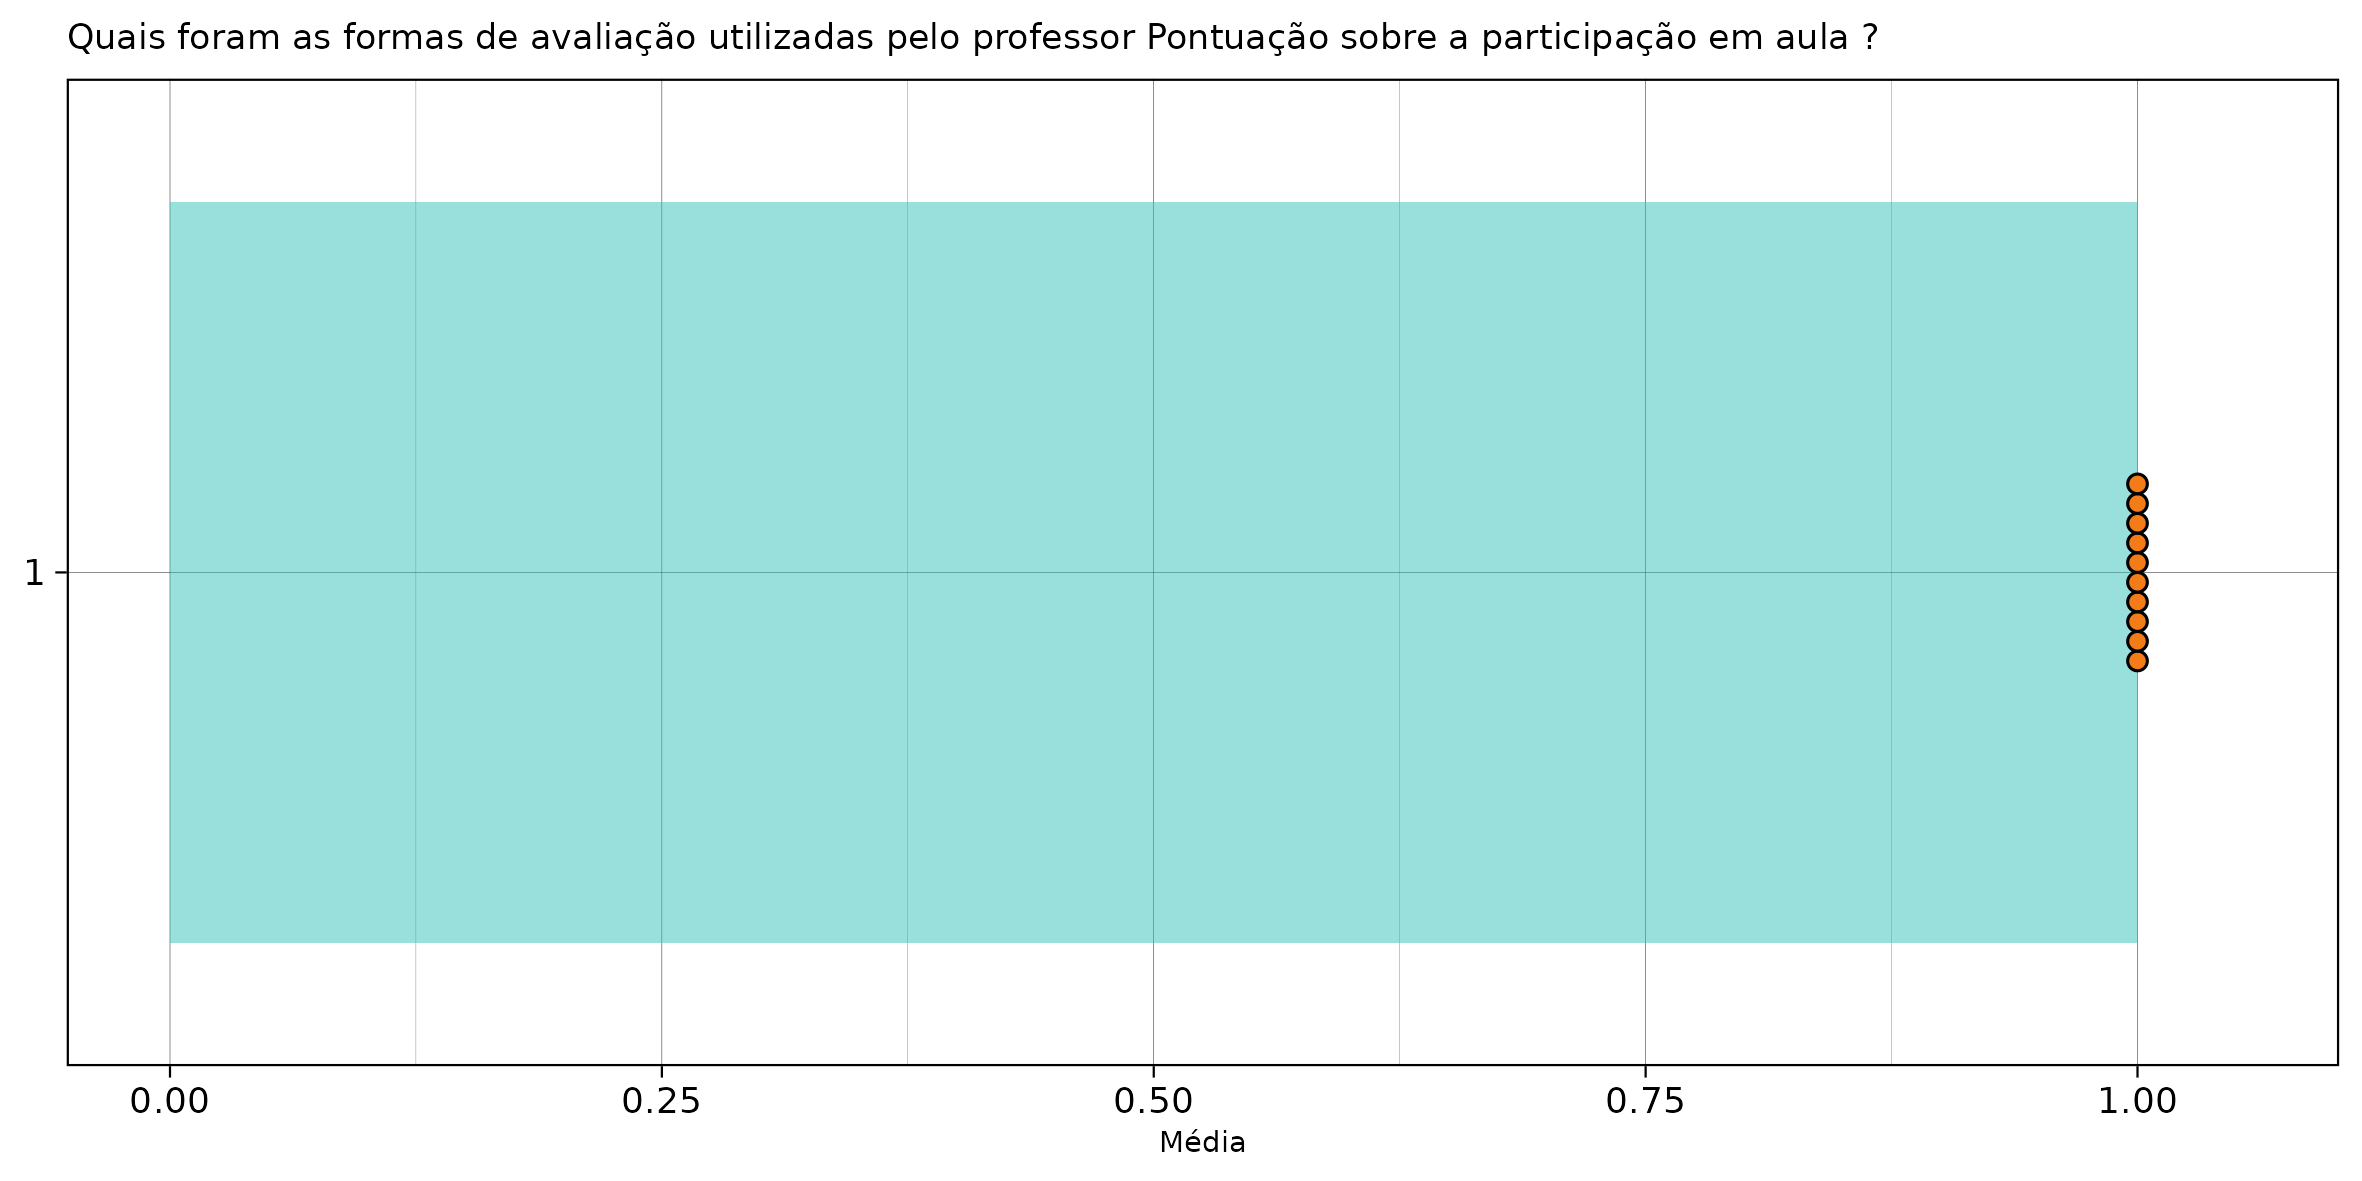 Quais foram as formas de avaliação utilizadas pelo professor Pontuação sobre a participação em aula ?
1
0.00 0.25 0.50 0.75 1.00
Média